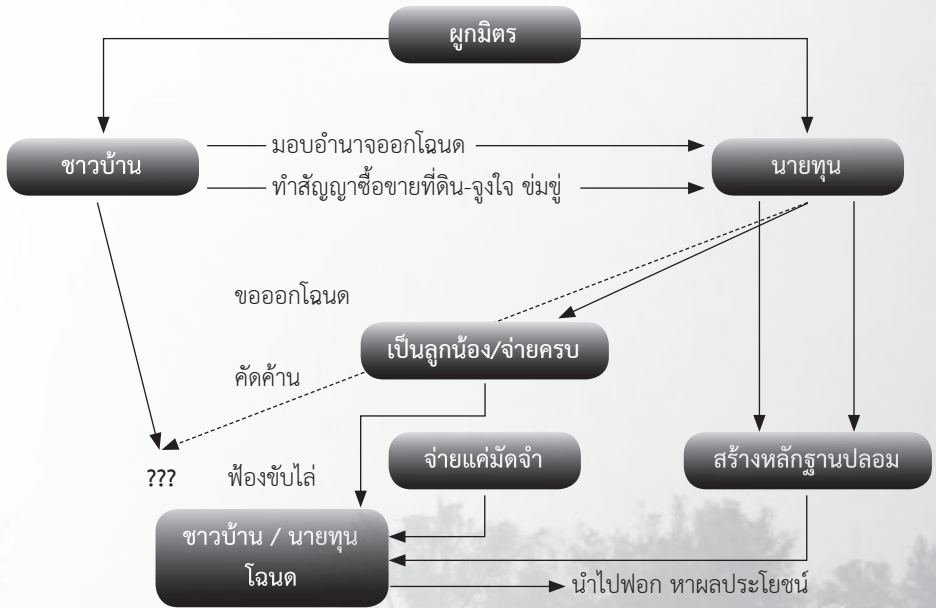 ผูกมิตร
ชาวบ้าน
มอบอำนาจออกโฉนด
ทำสัญญาซื้อขายที่ดิน-จูงใจ ข่มขู่
นายทุน
ขอออกโฉนด
เป็นลูกน้อง/จ่ายครบ
คัดค้าน
จ่ายแค่มัดจำ
สร้างหลักฐานปลอม
???
ฟ้องขับไล่
ชาวบ้าน / นายทุน
โฉนด
นำไปฟอก หาผลประโยชน์